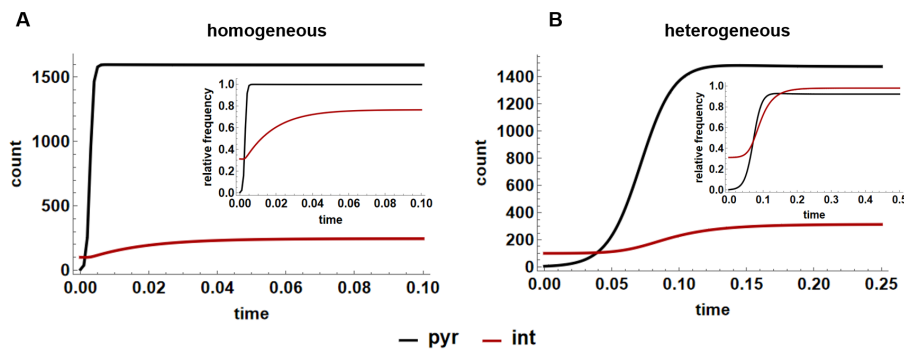 A
homogeneous
count
1500
1000
500
0
0.00 0.02 0.04 0.06 0.08 0.10
time
relative frequency
1.0
0.8
0.6
0.4
0.2
0.0
0.00 0.02 0.04 0.06 0.08 0.10
time
B
heterogeneous
count
1400
1200
1000
800
600
400
200
0
0.00 0.05 0.10 0.15 0.20 0.25
time
relative frequency
1.0
0.8
0.6
0.4
0.2
0.0
0.0 0.1 0.2 0.3 0.4 0.5
time
pyr int